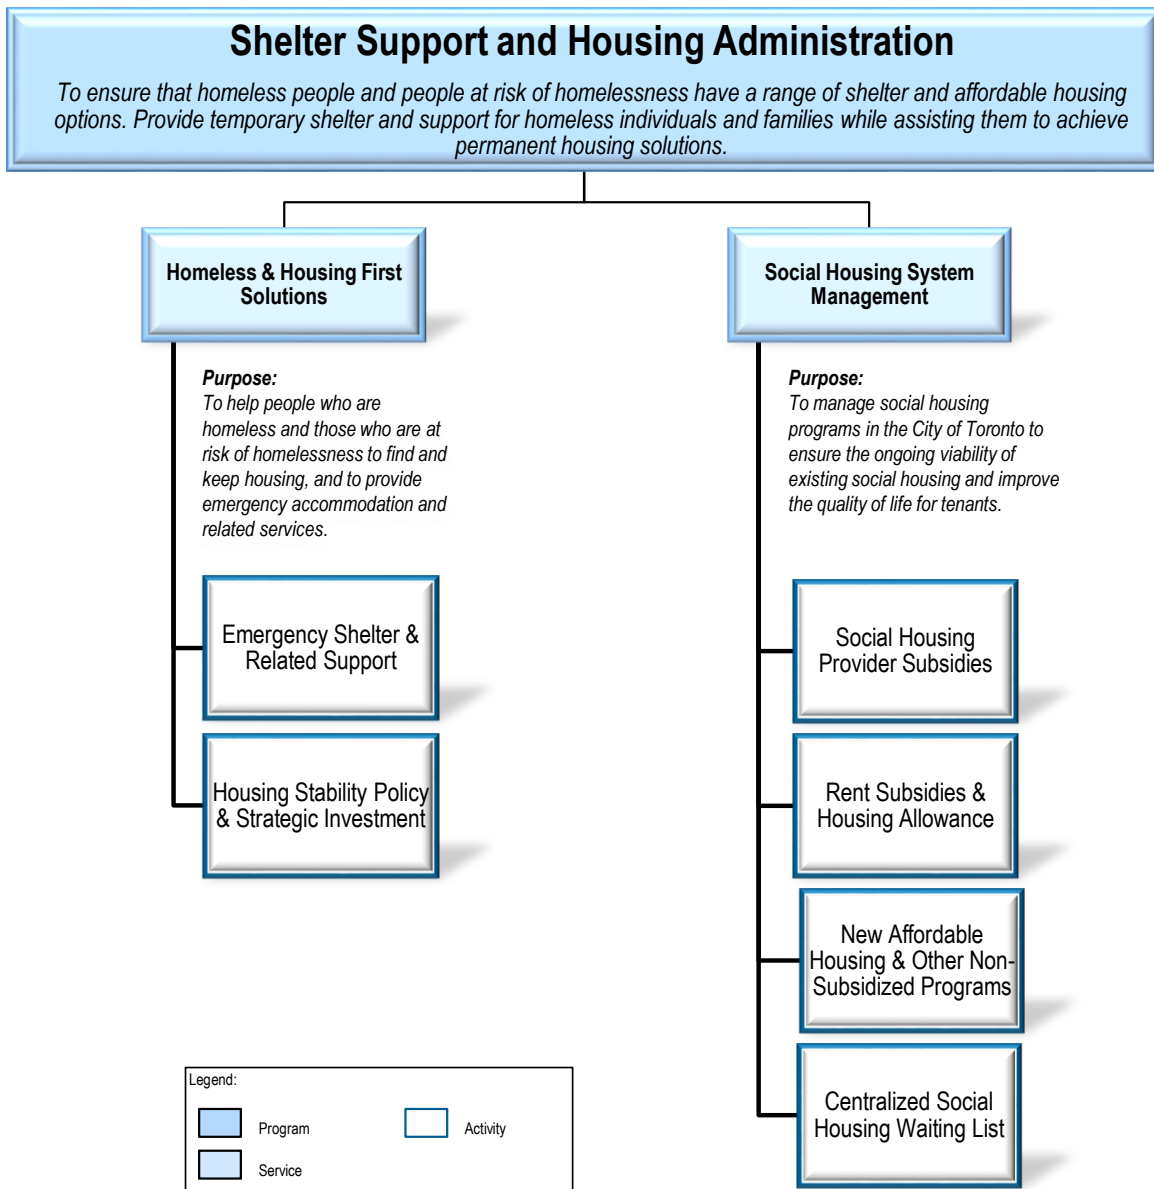 Shelter Support and Housing Administration
To ensure that homeless people and people at risk of homelessness have a range of shelter and affordable housing
options. Provide temporary shelter and support for homeless individuals and families while assisting them to achieve
permanent housing solutions.
Homeless & Housing First
Solutions
Purpose:
To help people who are
homeless and those who are at
risk of homelessness to find and
keep housing, and to provide
emergency accommodation and
related services.
Emergency Shelter &
Related Support
Housing Stability Policy
& Strategic Investment
Social Housing System
Management
Purpose:
To manage social housing
programs in the City of Toronto to
ensure the ongoing viability of
existing social housing and improve
the quality of life for tenants.
Social Housing
Provider Subsidies
Rent Subsidies &
Housing Allowance
New Affordable
Housing & Other Non-
Subsidized Programs
Centralized Social
Housing Waiting List
Legend:
Program
Activity
Service